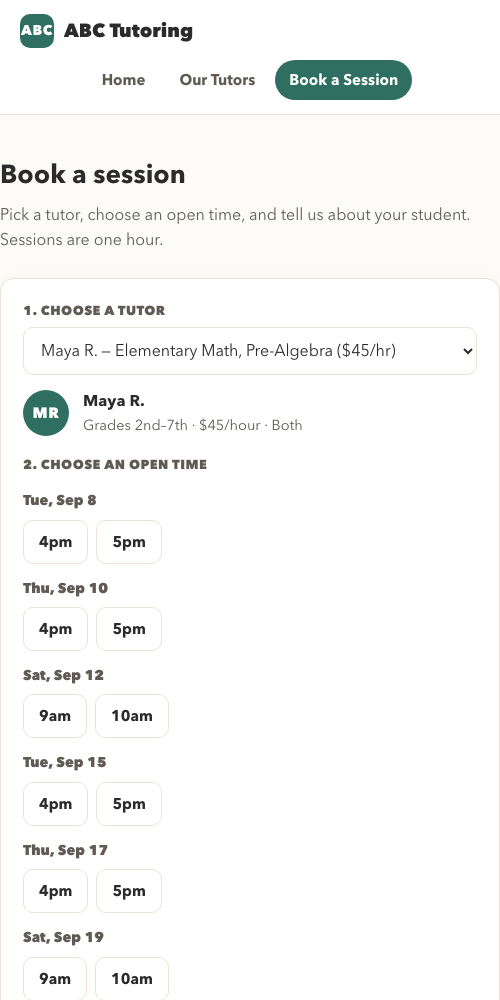 ABC
ABC Tutoring
Home
Our Tutors
Book a Session
Book a session
Pick a tutor, choose an open time, and tell us about your student.
Sessions are one hour.
1. CHOOSE A TUTOR
Maya R. — Elementary Math, Pre-Algebra ($45/hr)
MR
Maya R.
Grades 2nd–7th · $45/hour · Both
2. CHOOSE AN OPEN TIME
Tue, Sep 8
4pm
5pm
Thu, Sep 10
4pm
5pm
Sat, Sep 12
9am
10am
Tue, Sep 15
4pm
5pm
Thu, Sep 17
4pm
5pm
Sat, Sep 19
9am
10am